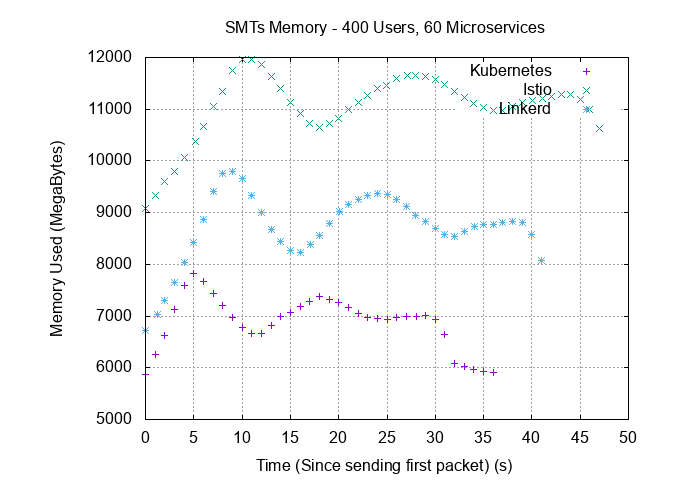 SMTs Memory - 400 Users, 60 Microservices
Memory Used (MegaBytes)
12000
11000
10000
9000
8000
7000
6000
5000
Kubernetes
Istio
Linkerd
0 5 10 15 20 25 30 35 40 45 50
Time (Since sending first packet) (s)